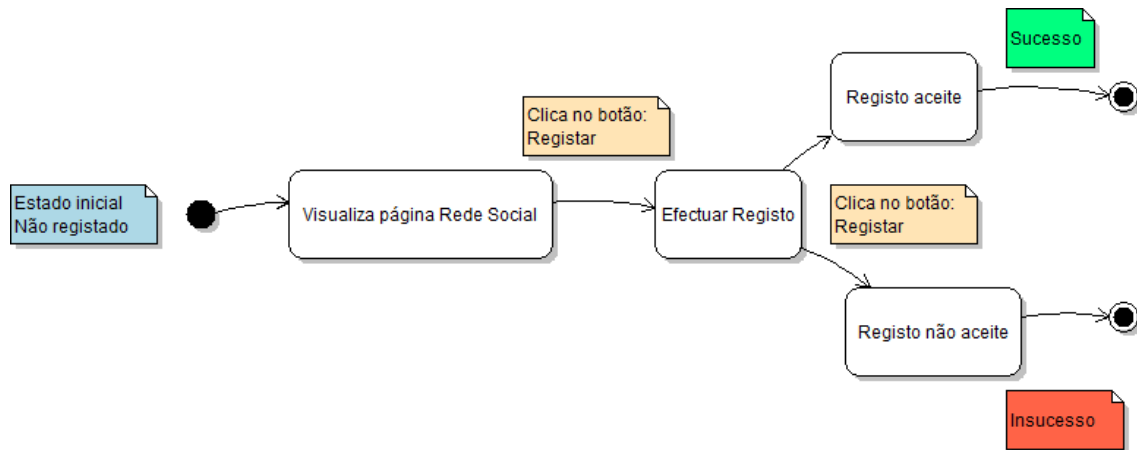 Sucesso
Registo aceite
Clica no botão:
Registar
Estado inicial
Não registado
Visualiza página Rede Social
Efectuar Registo
Clica no botão:
Registar
Registo não aceite
Insucesso